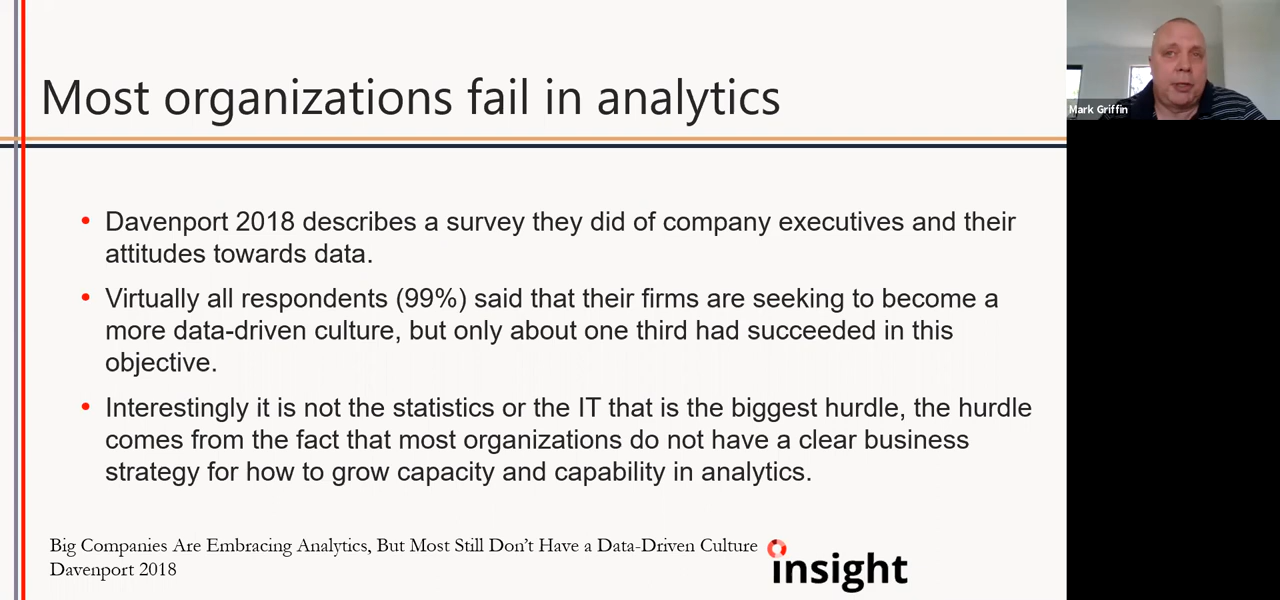 Most organizations fail in analytics
Mark Griffin
• Davenport 2018 describes a survey they did of company executives and their
attitudes towards data.
• Virtually all respondents (99%) said that their firms are seeking to become a
more data-driven culture, but only about one third had succeeded in this
objective.
• Interestingly it is not the statistics or the IT that is the biggest hurdle, the hurdle
comes from the fact that most organizations do not have a clear business
strategy for how to grow capacity and capability in analytics.
Big Companies Are Embracing Analytics, But Most Still Don’t Have a Data-Driven Culture
Davenport 2018
insight